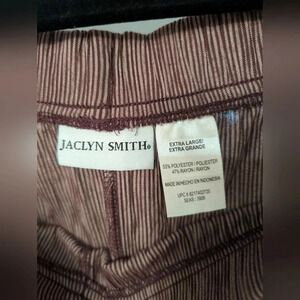 JACLYN SMITH®
EXTRA LARGE/
EXTRA GRANDE
53% POLYESTER / POLIESTER
47% RAYON / RAYON
MADE IN/HECHO EN INDONESIA